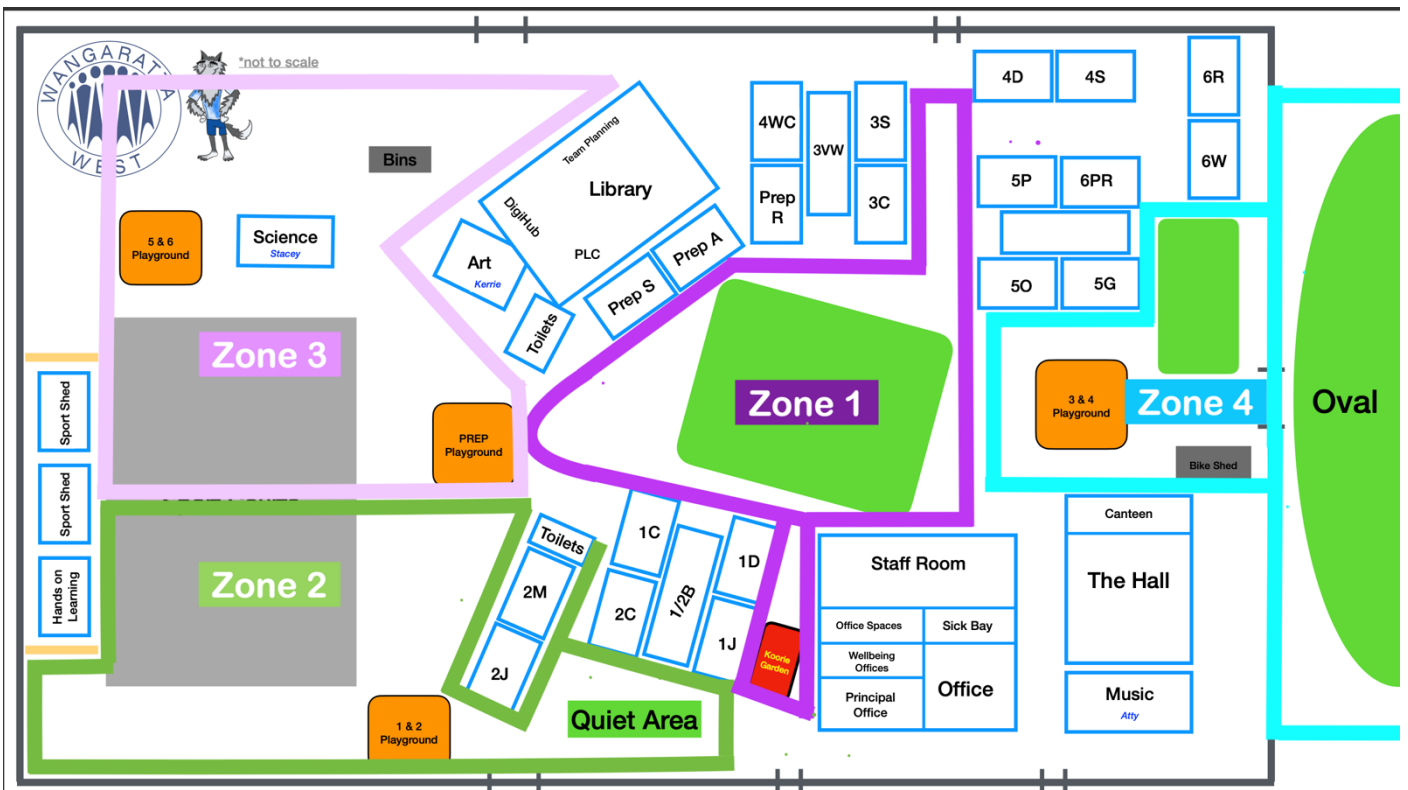 WANGARATTA
WEST
*not to scale
Bins
5 & 6
Playground
Science
Stacey
Team Planning
Library
DigiHub
PLC
Art
Kerrie
Toilets
Prep S
Prep A
4WC
Prep
R
3VW
3S
3C
4D
4S
6R
6W
5P
6PR
5O
5G
Zone 3
Zone 1
3 & 4
Playground
Zone 4
Oval
Bike Shed
Sport Shed
Sport Shed
Hands on
Learning
PREP
Playground
Zone 2
Toilets
2M
2J
1C
2C
1/2B
1D
1J
Koorie
Garden
Staff Room
Office Spaces
Sick Bay
Wellbeing
Offices
Principal
Office
Office
Canteen
The Hall
Music
Atty
1 & 2
Playground
Quiet Area